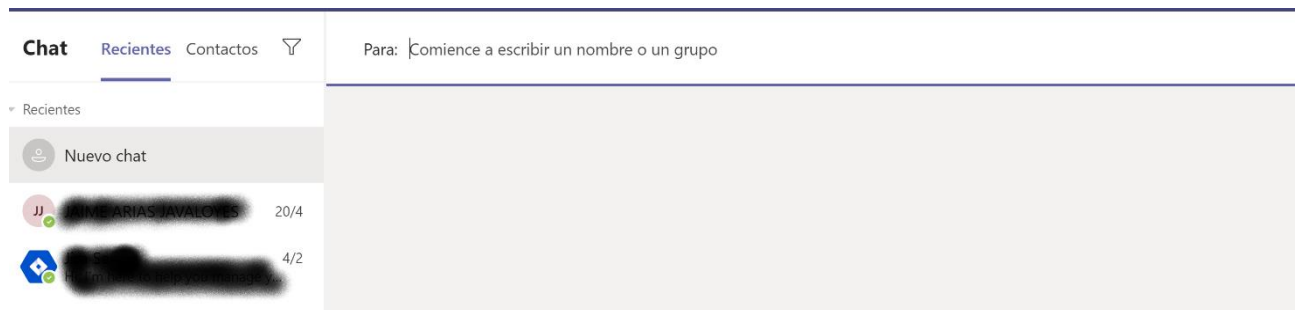 Chat Recientes Contactos
Para: Comience a escribir un nombre o un grupo
Recientes
Nuevo chat
JJ 20/4
4/2